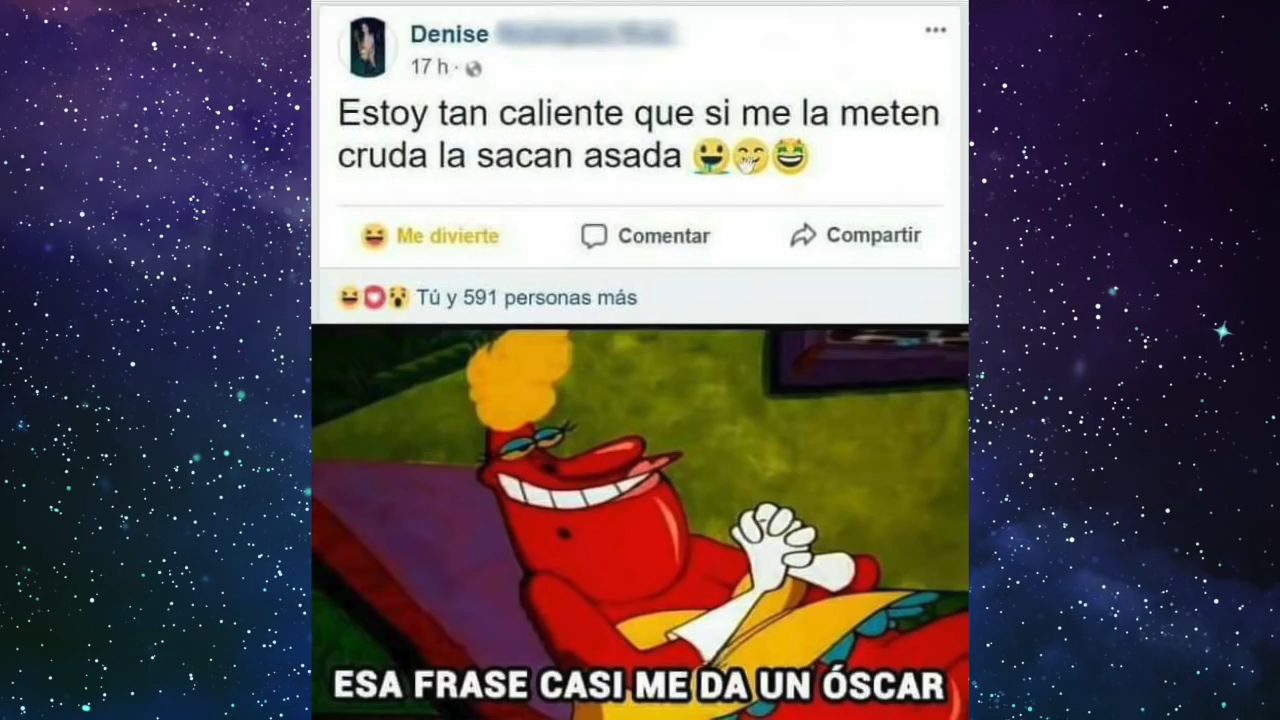 Denise
17 h ·
Estoy tan caliente que si me la meten
cruda la sacan asada 🤑🤭🤩
Me divierte
Comentar
Compartir
Tú y 591 personas más
ESA FRASE CASI ME DA UN ÓSCAR